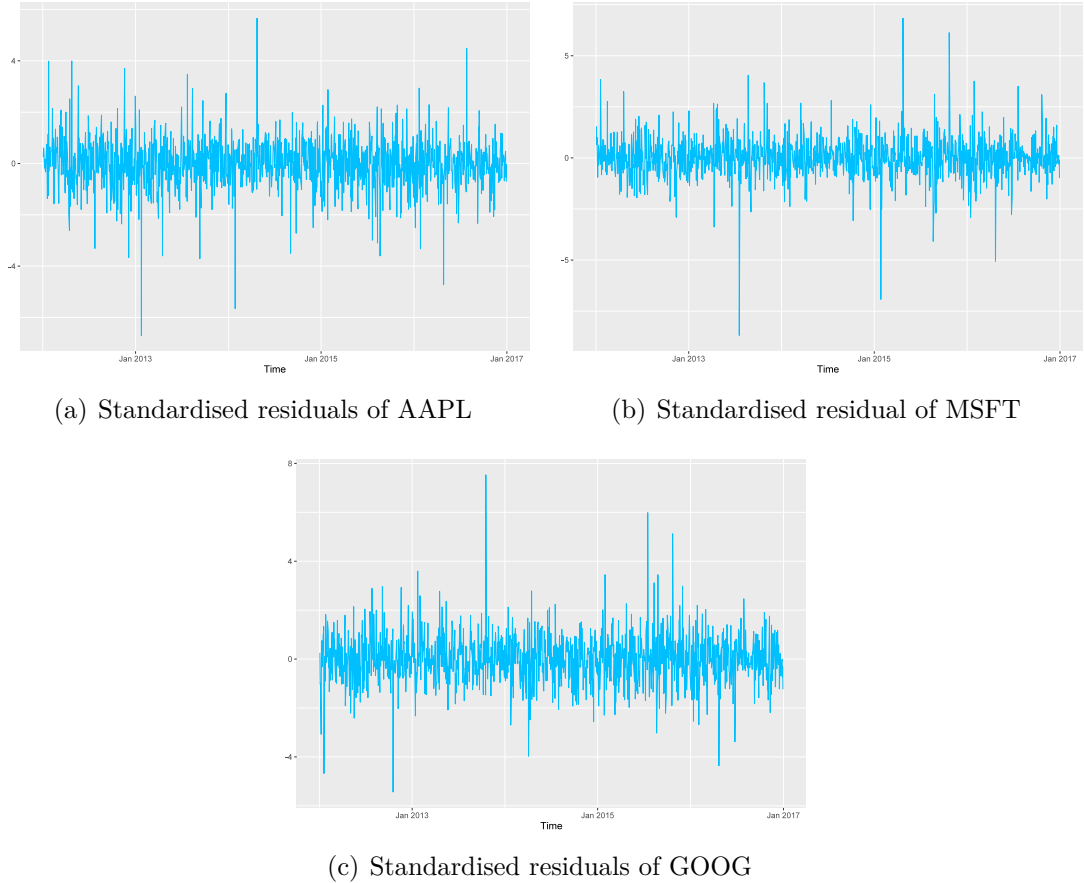 4
0
−4
Jan 2013
Jan 2015
Jan 2017
Time
(a) Standardised residuals of AAPL
5
0
−5
Jan 2013
Jan 2015
Jan 2017
Time
(b) Standardised residual of MSFT
8
4
0
−4
Jan 2013
Jan 2015
Jan 2017
Time
(c) Standardised residuals of GOOG